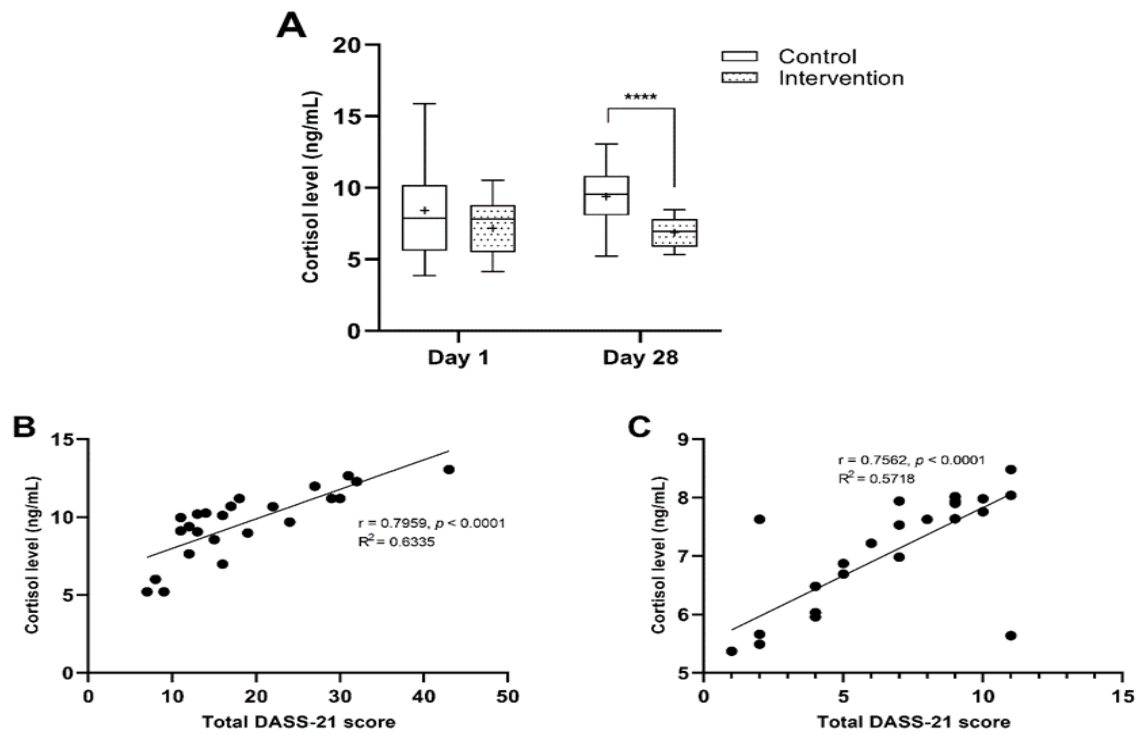 A
Cortisol level (ng/mL)
20
15
10
5
0
Control
Intervention
****
Day 1
Day 28
B
Cortisol level (ng/mL)
15
10
5
0
r = 0.7959, p < 0.0001
R² = 0.6335
0 10 20 30 40 50
Total DASS-21 score
C
Cortisol level (ng/mL)
9
8
7
6
5
r = 0.7562, p < 0.0001
R² = 0.5718
0 5 10 15
Total DASS-21 score